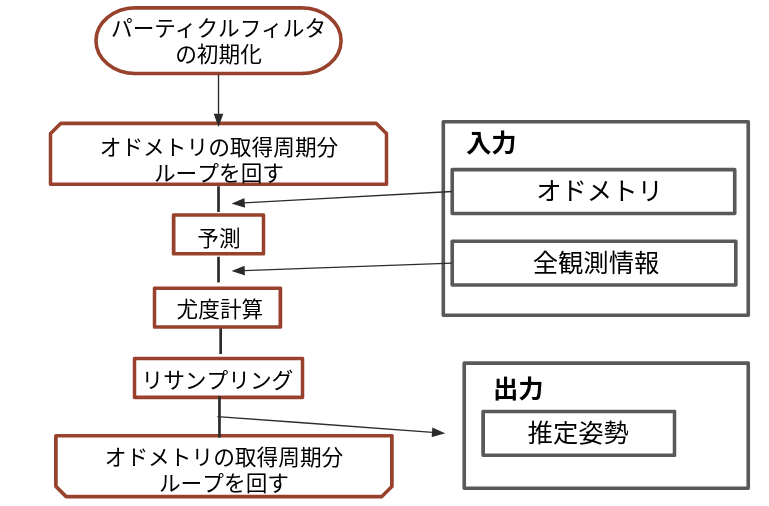 パーティクルフィルタ
の初期化
オドメトリの取得周期分
ループを回す
予測
尤度計算
リサンプリング
オドメトリの取得周期分
ループを回す
入力
オドメトリ
全観測情報
出力
推定姿勢